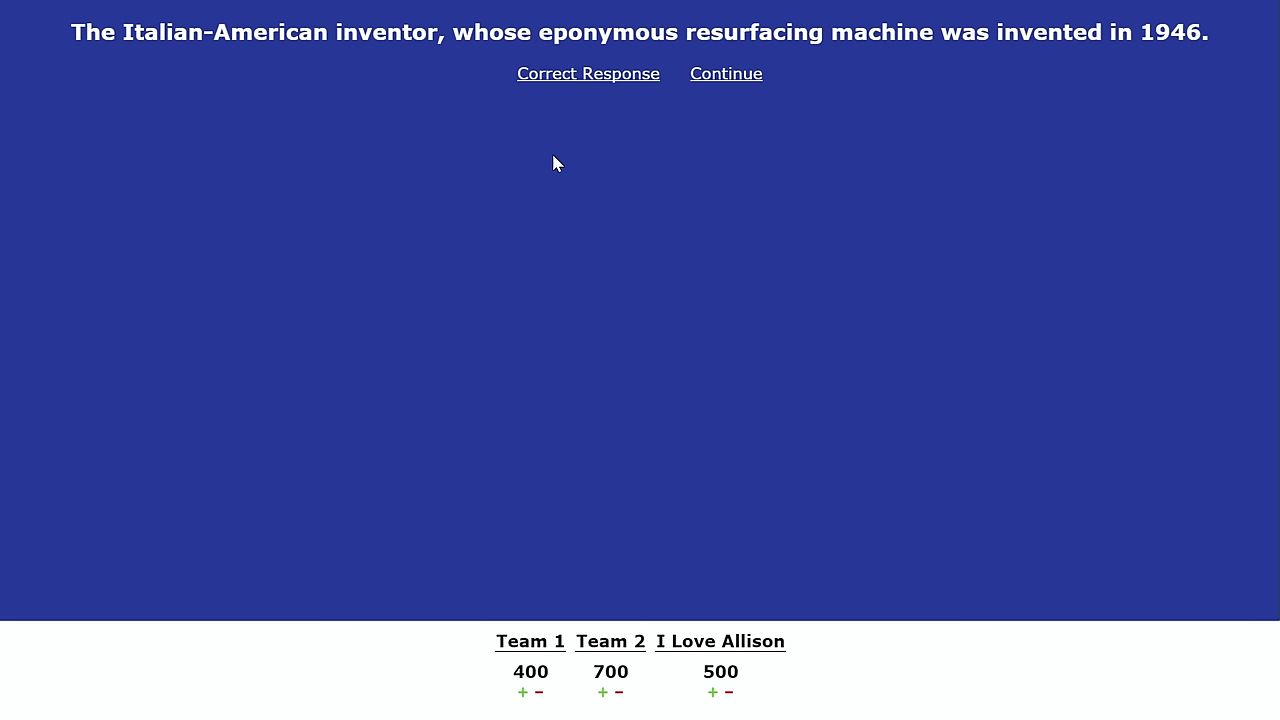 The Italian-American inventor, whose eponymous resurfacing machine was invented in 1946.
Correct Response Continue
Team 1 Team 2 I Love Allison
400 700 500
+ - + - + -